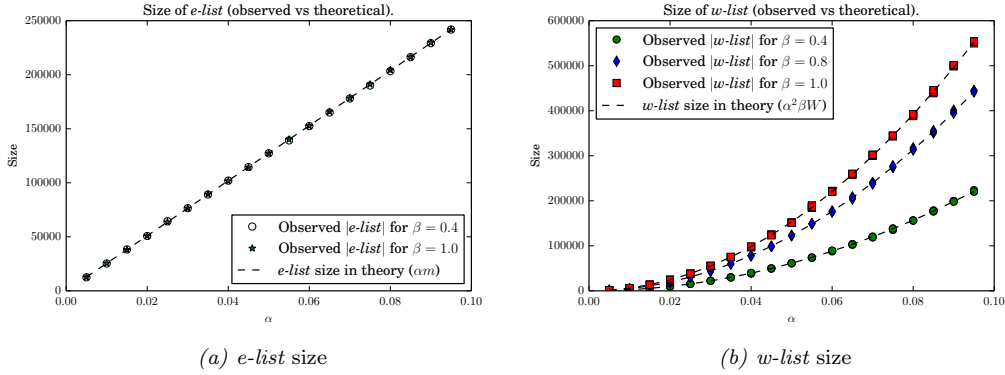 Size of e-list (observed vs theoretical).
250000
200000
150000
100000
50000
0
Size
Observed |e-list| for β = 0.4
Observed |e-list| for β = 1.0
e-list size in theory (αm)
0.00 0.02 0.04 0.06 0.08 0.10
α
(a) e-list size
Size of w-list (observed vs theoretical).
600000
500000
400000
300000
200000
100000
0
Size
Observed |w-list| for β = 0.4
Observed |w-list| for β = 0.8
Observed |w-list| for β = 1.0
w-list size in theory (α²βW)
0.00 0.02 0.04 0.06 0.08 0.10
α
(b) w-list size